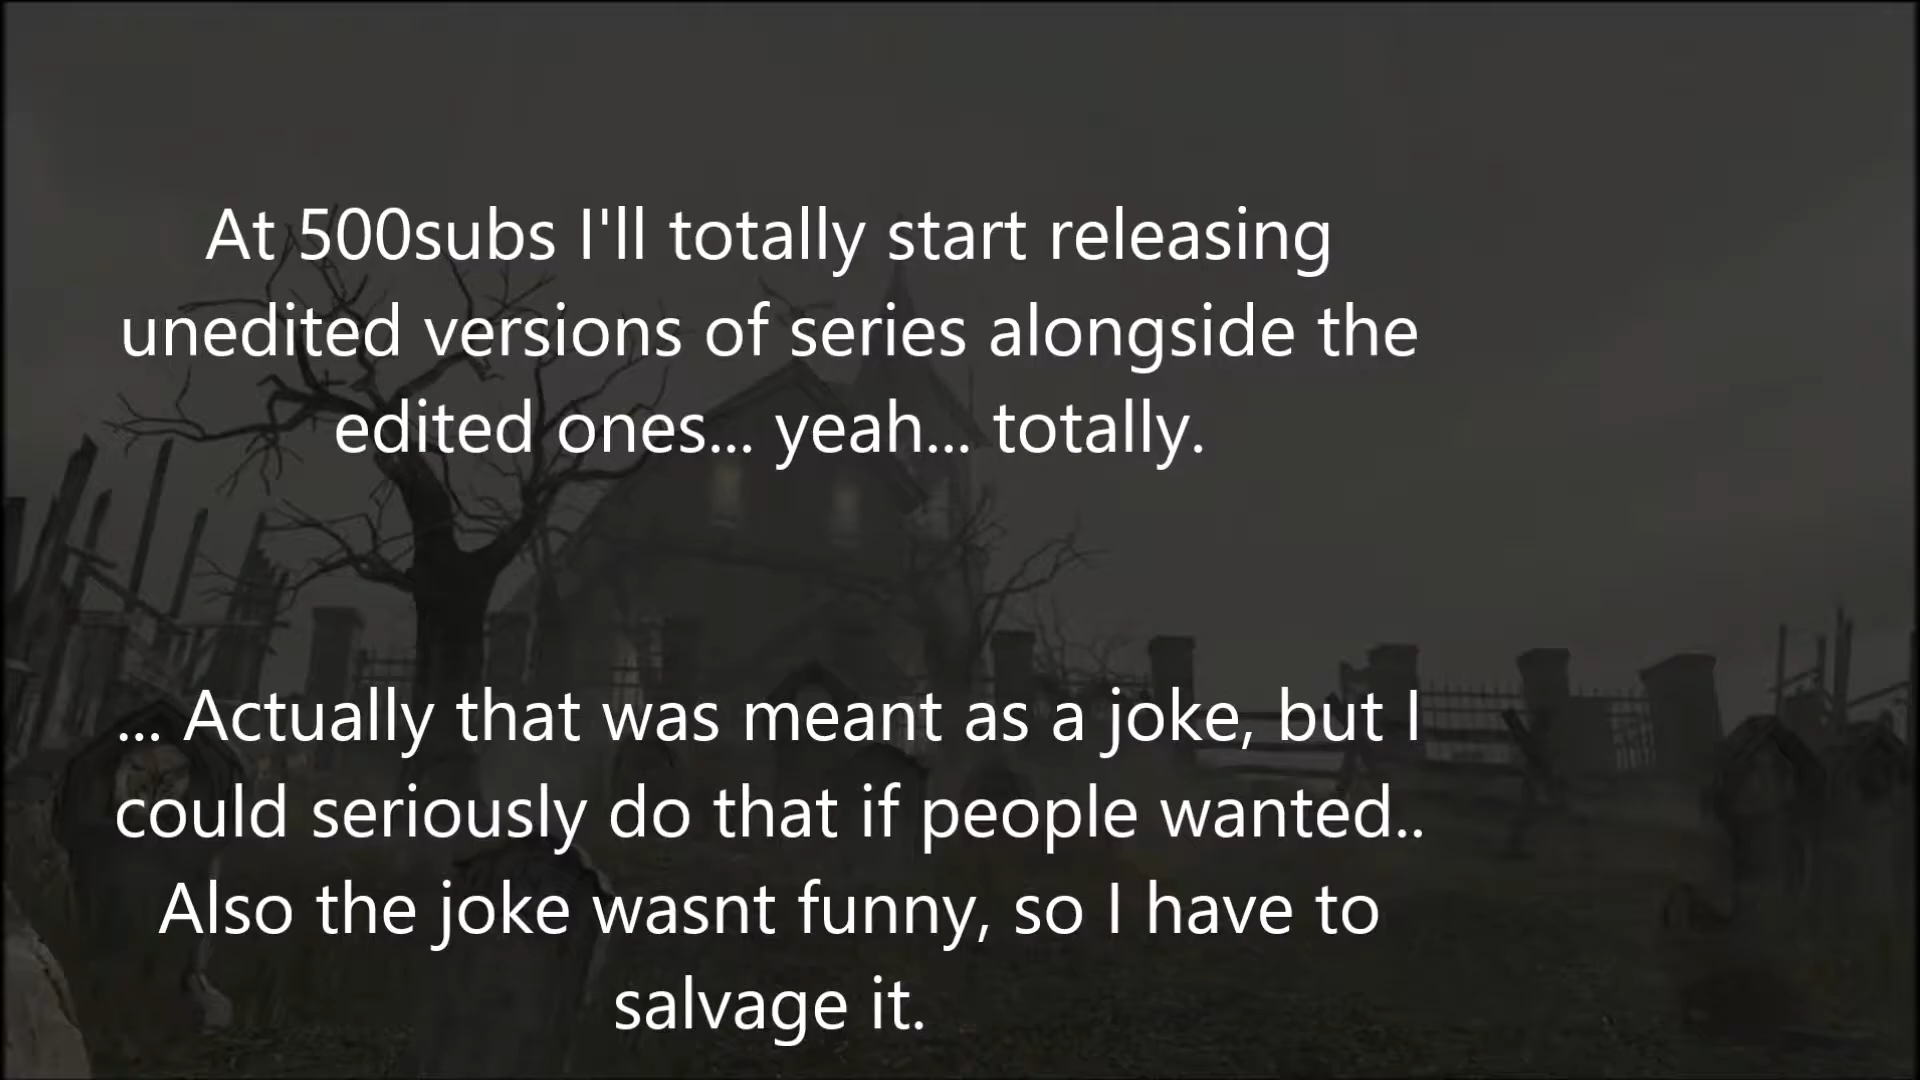 At 500subs I'll totally start releasing
unedited versions of series alongside the
edited ones... yeah... totally.
... Actually that was meant as a joke, but I
could seriously do that if people wanted..
Also the joke wasnt funny, so I have to
salvage it.